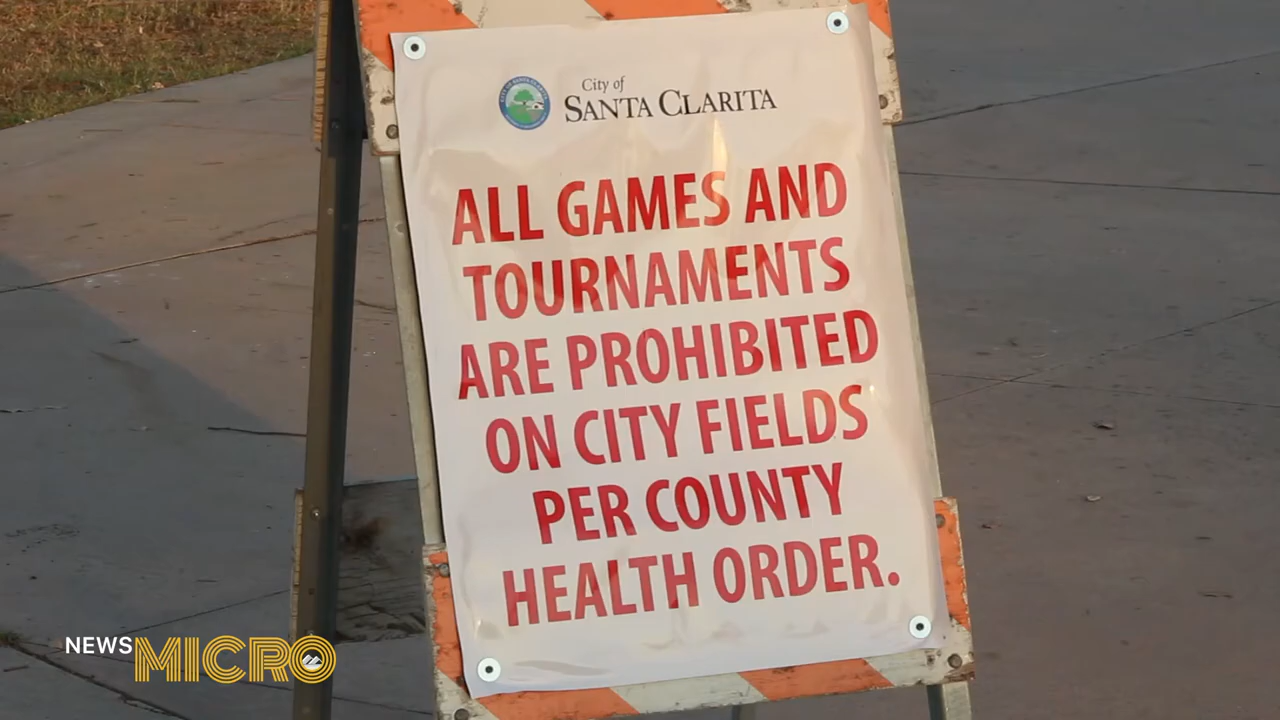 City of
SANTA CLARITA
ALL GAMES AND
TOURNAMENTS
ARE PROHIBITED
ON CITY FIELDS
PER COUNTY
HEALTH ORDER.
NEWS MICRO